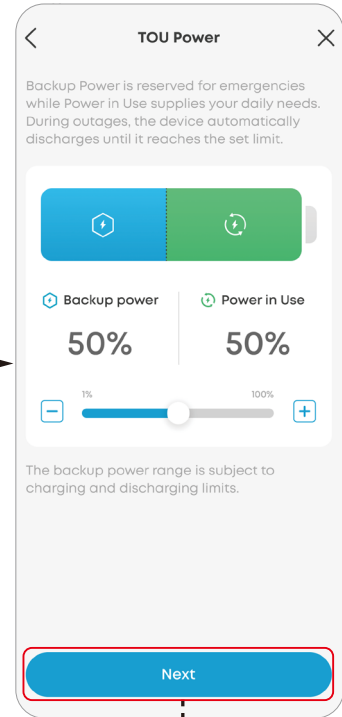 TOU Power
Backup Power is reserved for emergencies
while Power in Use supplies your daily needs.
During outages, the device automatically
discharges until it reaches the set limit.
Backup power
Power in Use
50%
50%
1%
100%
The backup power range is subject to
charging and discharging limits.
Next